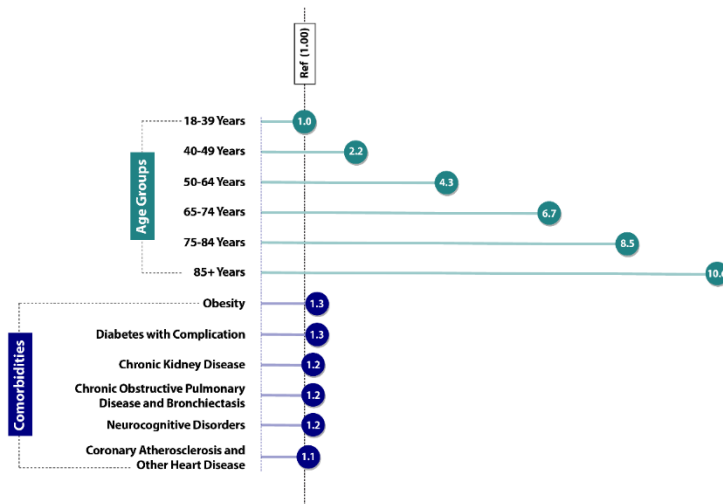 Ref (1.00)
Age Groups
18-39 Years
1.0
40-49 Years
2.2
50-64 Years
4.3
65-74 Years
6.7
75-84 Years
8.5
85+ Years
Comorbidities
Obesity
1.3
Diabetes with Complication
1.3
Chronic Kidney Disease
1.2
Chronic Obstructive Pulmonary
Disease and Bronchiectasis
1.2
Neurocognitive Disorders
1.2
Coronary Atherosclerosis and
Other Heart Disease
1.1